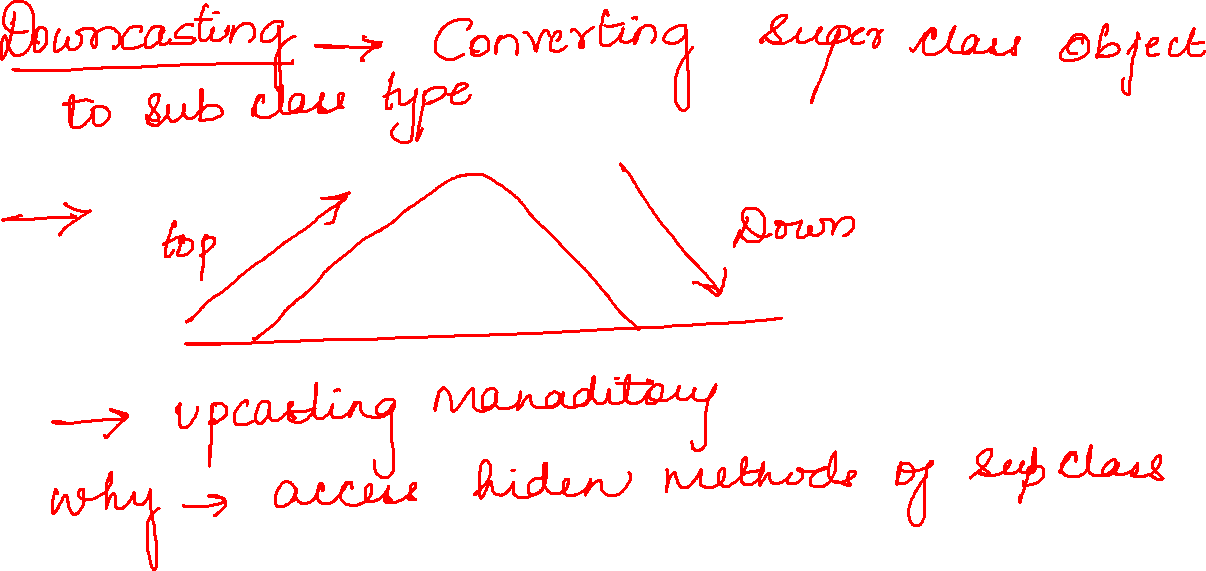 Downcasting → Converting super class object
to sub class type
→
top
Down
→ upcasting Manaditory
why → access hiden methods of sub class